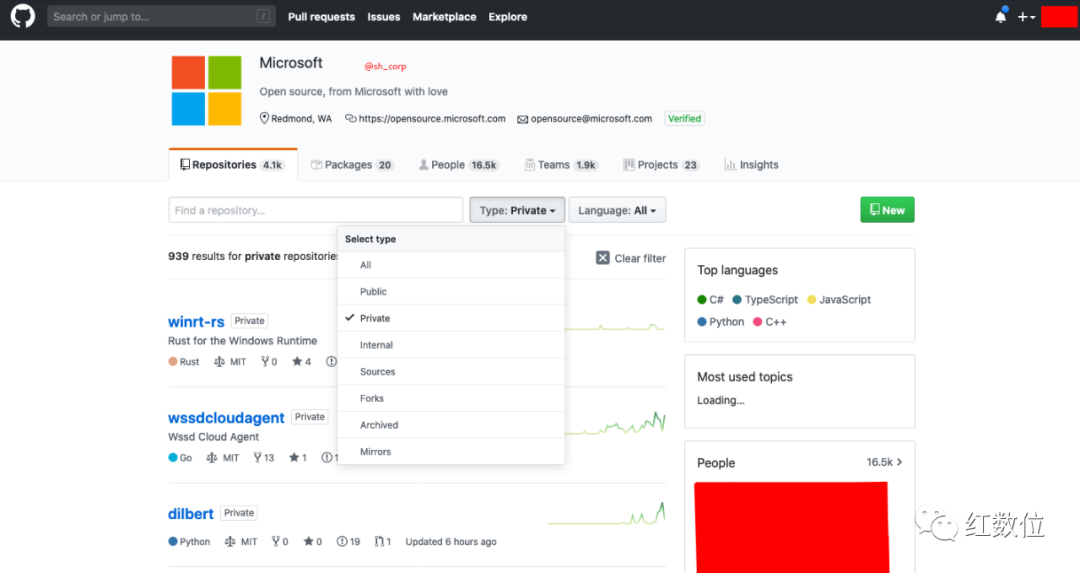 Search or jump to... /
Pull requests Issues Marketplace Explore
Microsoft @sh_corp
Open source, from Microsoft with love
Redmond, WA https://opensource.microsoft.com opensource@microsoft.com Verified
Repositories 4.1k Packages 20 People 16.5k Teams 1.9k Projects 23 Insights
Find a repository... Type: Private Language: All New
Select type
All
Public
Private
Internal
Sources
Forks
Archived
Mirrors
939 results for private repositories Clear filter
winrt-rs Private
Rust for the Windows Runtime
Rust MIT 0 4
wssdcloudagent Private
Wssd Cloud Agent
Go MIT 13 1 1
dilbert Private
Python MIT 0 0 19 1 Updated 6 hours ago
Top languages
C# TypeScript JavaScript
Python C++
Most used topics
Loading...
People 16.5k
红数位